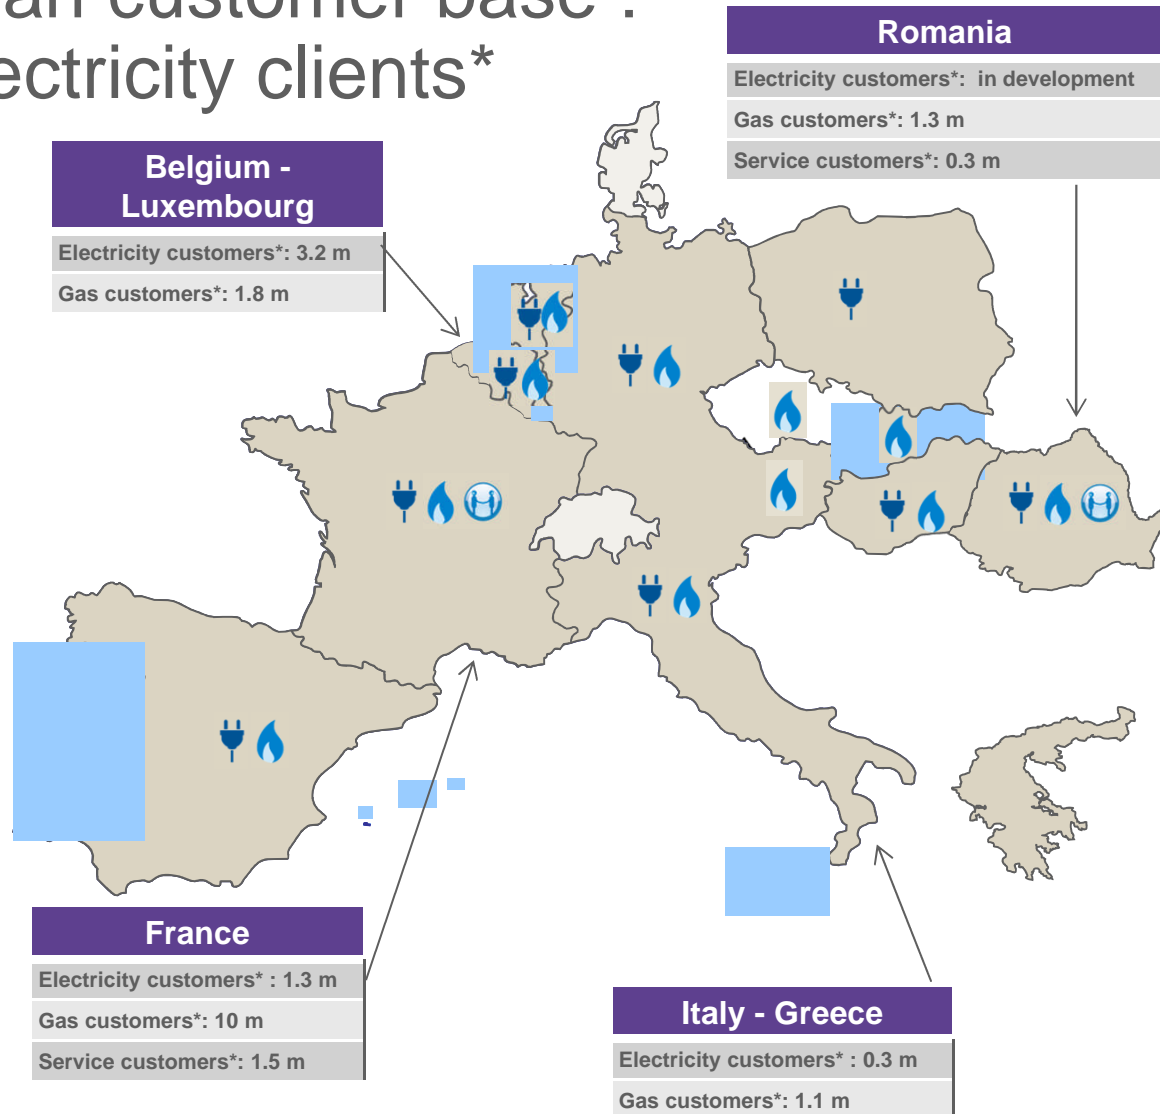 customer base :
clients*
Romania
Electricity customers*: in development
Gas customers*: 1.3 m
Service customers*: 0.3 m
Belgium -
Luxembourg
Electricity customers*: 3.2 m
Gas customers*: 1.8 m
France
Electricity customers* : 1.3 m
Gas customers*: 10 m
Service customers*: 1.5 m
Italy - Greece
Electricity customers* : 0.3 m
Gas customers*: 1.1 m